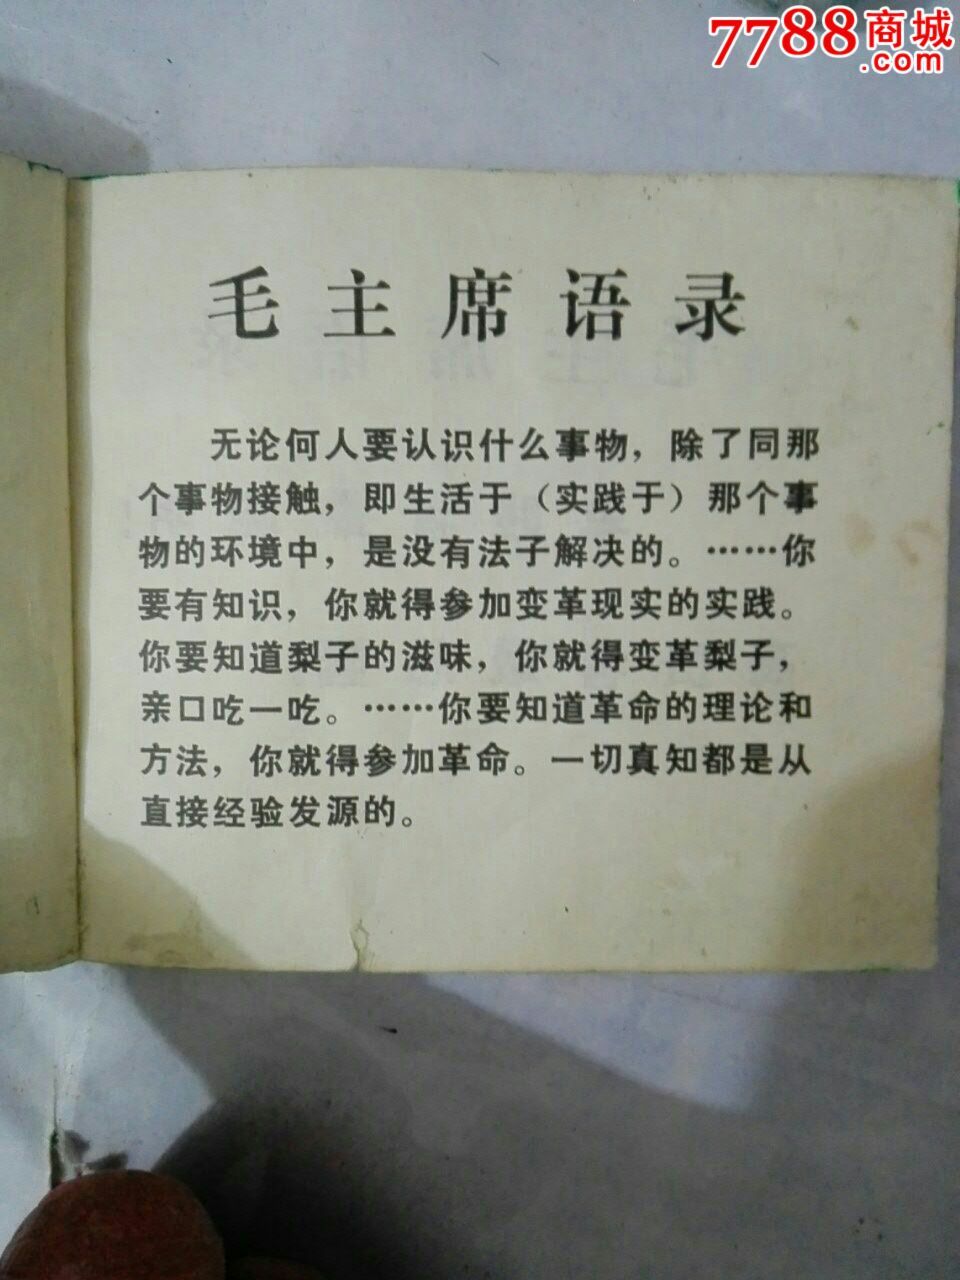 7788商城
.com
毛主席语录
无论何人要认识什么事物，除了同那
个事物接触，即生活于（实践于）那个事
物的环境中，是没有法子解决的。……你
要有知识，你就得参加变革现实的实践。
你要知道梨子的滋味，你就得变革梨子，
亲口吃一吃。……你要知道革命的理论和
方法，你就得参加革命。一切真知都是从
直接经验发源的。